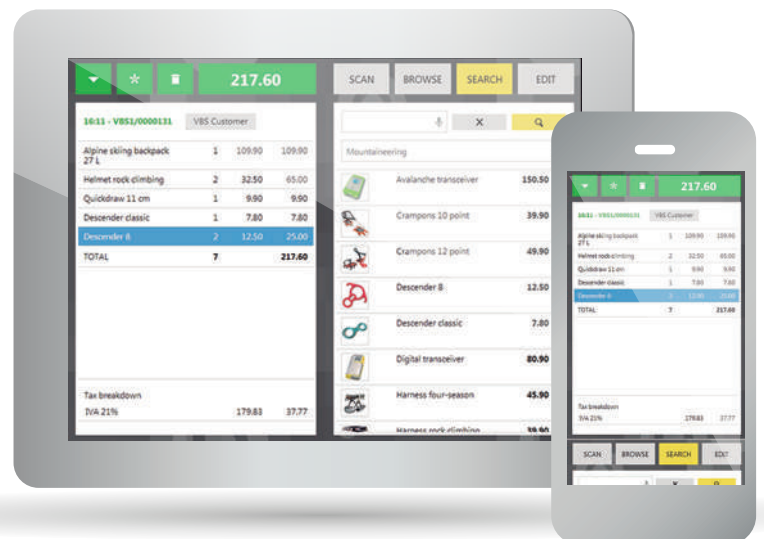 217.60
16:11 - VBS1/0000131 VBS Customer
Alpine skiing backpack 1 109.90 109.90
27 L
Helmet rock climbing 2 32.50 65.00
Quickdraw 11 cm 1 9.90 9.90
Descender classic 1 7.80 7.80
Descender 8 2 12.50 25.00
TOTAL 7 217.60
Tax breakdown
IVA 21% 179.83 37.77
SCAN BROWSE SEARCH EDIT
X
Mountaineering
Avalanche transceiver 150.50
Crampons 10 point 39.90
Crampons 12 point 49.90
Descender 8 12.50
Descender classic 7.80
Digital transceiver 80.90
Harness four-season 45.90
Harness rock climbing 39.90
217.60
16:11 - VBS1/0000131 VBS Customer
Alpine skiing backpack 1 109.90 109.90
27 L
Helmet rock climbing 2 32.50 65.00
Quickdraw 11 cm 1 9.90 9.90
Descender classic 1 7.80 7.80
Descender 8 2 12.50 25.00
TOTAL 7 217.60
Tax breakdown
IVA 21% 179.83 37.77
SCAN BROWSE SEARCH EDIT
X